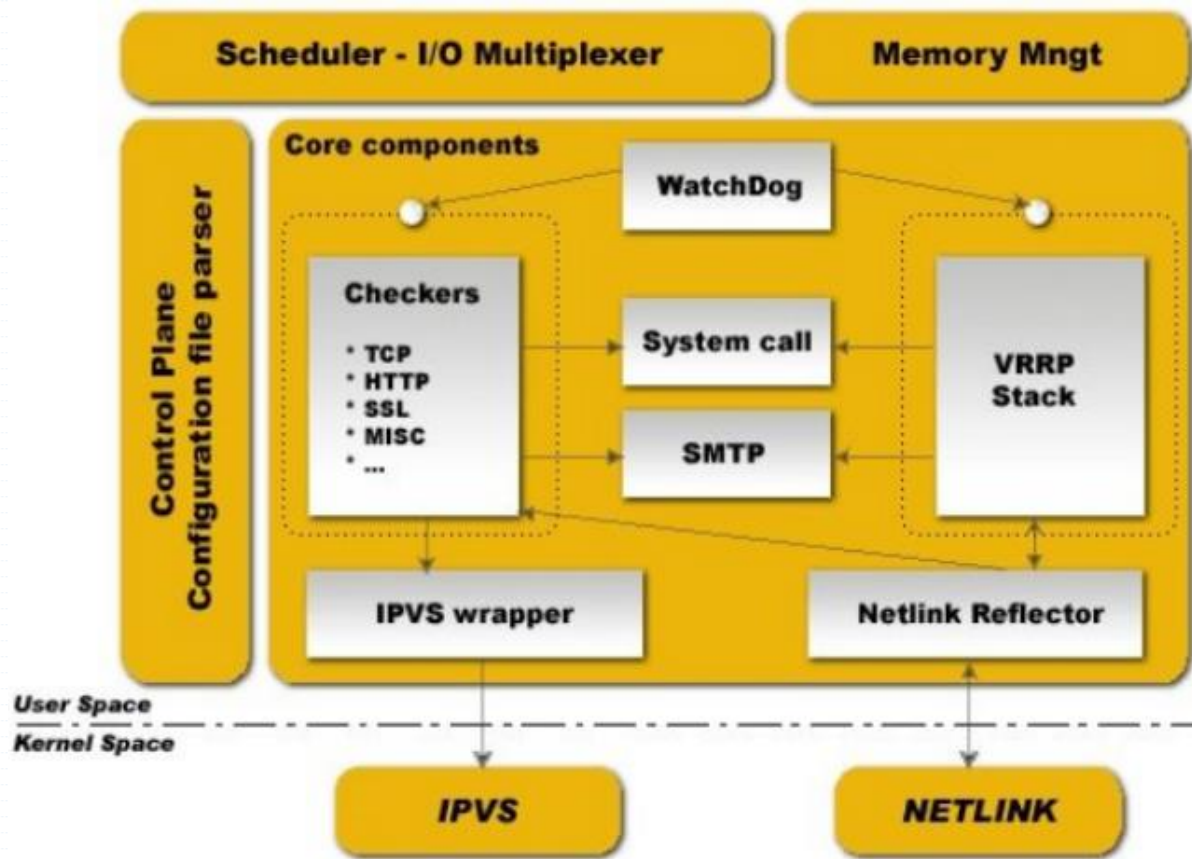 Scheduler - I/O Multiplexer
Memory Mngt
Control Plane
Configuration file parser
Core components
WatchDog
Checkers
* TCP
* HTTP
* SSL
* MISC
* ...
System call
SMTP
VRRP
Stack
IPVS wrapper
Netlink Reflector
User Space
Kernel Space
IPVS
NETLINK